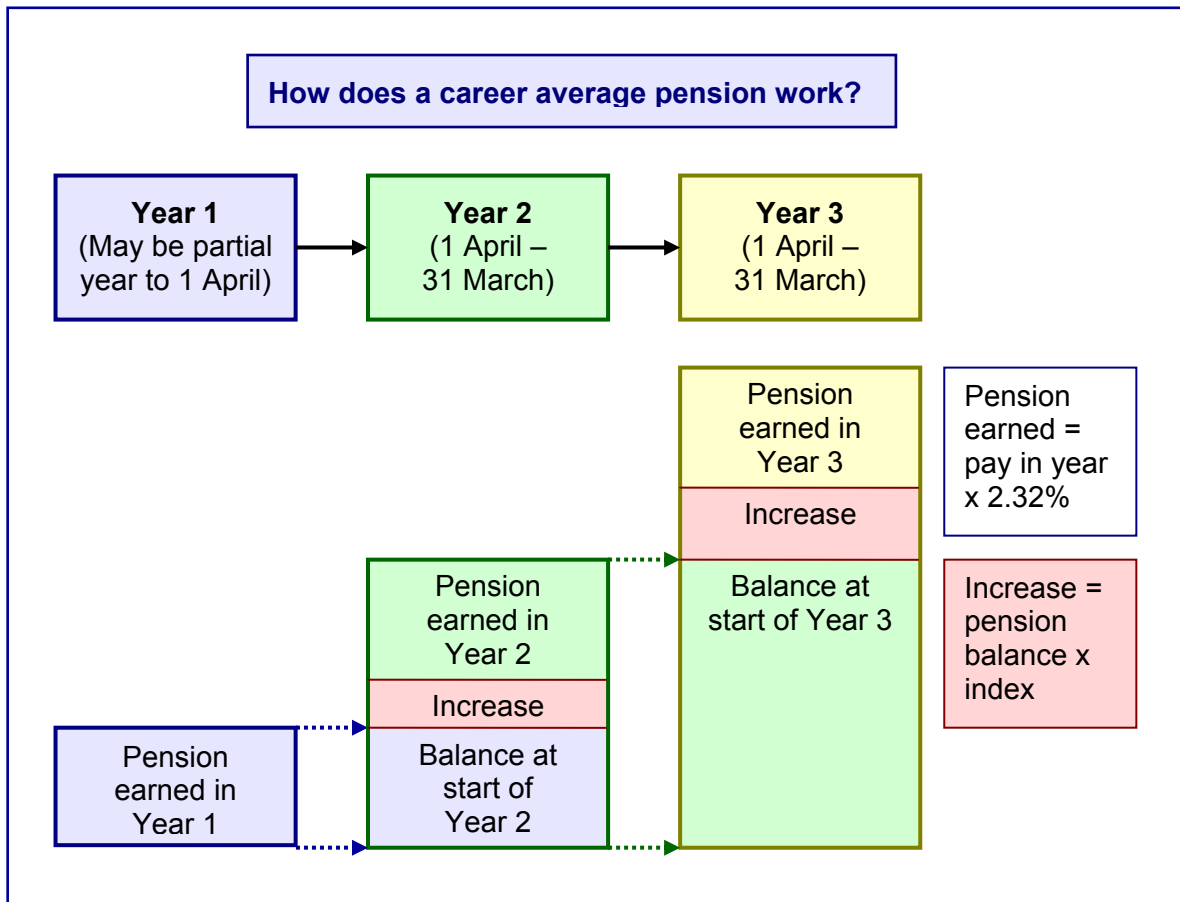 How does a career average pension work?
Year 1
(May be partial
year to 1 April)
Year 2
(1 April –
31 March)
Year 3
(1 April –
31 March)
Pension
earned in
Year 3
Increase
Balance at
start of Year 3
Pension
earned =
pay in year
x 2.32%
Increase =
pension
balance x
index
Pension
earned in
Year 2
Increase
Balance at
start of
Year 2
Pension
earned in
Year 1